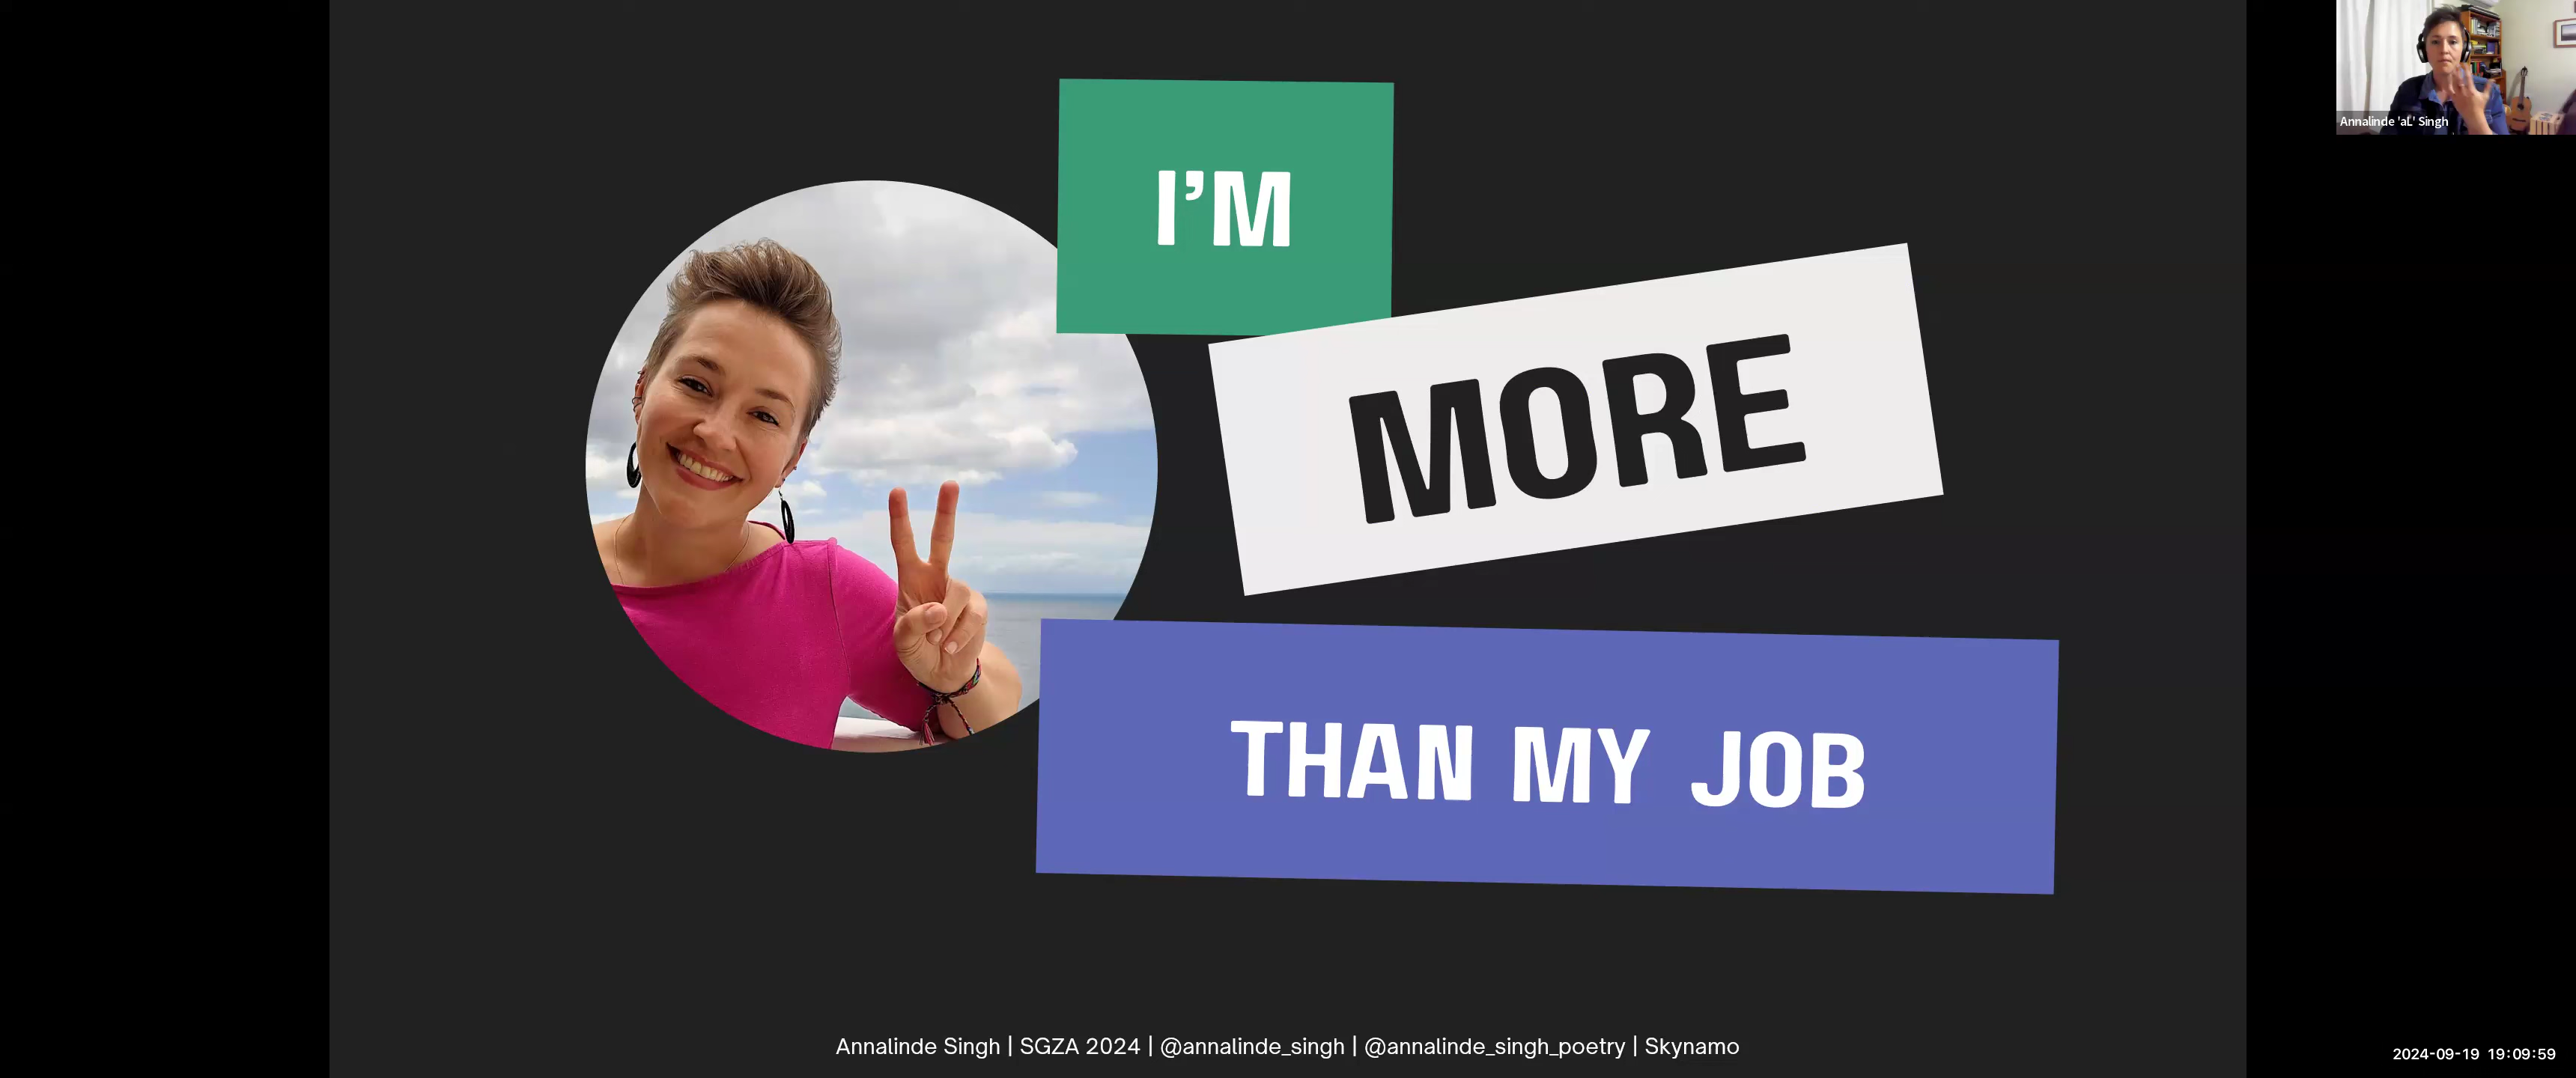 Annalinde 'aL' Singh
I'M
MORE
THAN MY JOB
Annalinde Singh | SGZA 2024 | @annalinde_singh | @annalinde_singh_poetry | Skynamo
2024-09-19 19:09:59